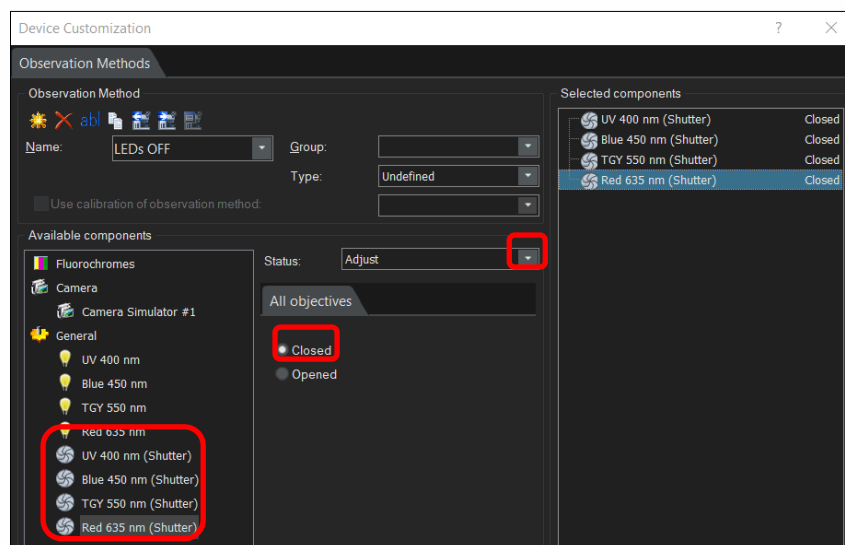 Device Customization
Observation Methods
Observation Method
abl
Name: LEDs OFF Group:
Type: Undefined
Use calibration of observation method:
Available components
Fluorochromes
Camera
Camera Simulator #1
General
UV 400 nm
Blue 450 nm
TGY 550 nm
Red 635 nm
UV 400 nm (Shutter)
Blue 450 nm (Shutter)
TGY 550 nm (Shutter)
Red 635 nm (Shutter)
Status: Adjust
All objectives
Closed
Opened
Selected components
UV 400 nm (Shutter) Closed
Blue 450 nm (Shutter) Closed
TGY 550 nm (Shutter) Closed
Red 635 nm (Shutter) Closed